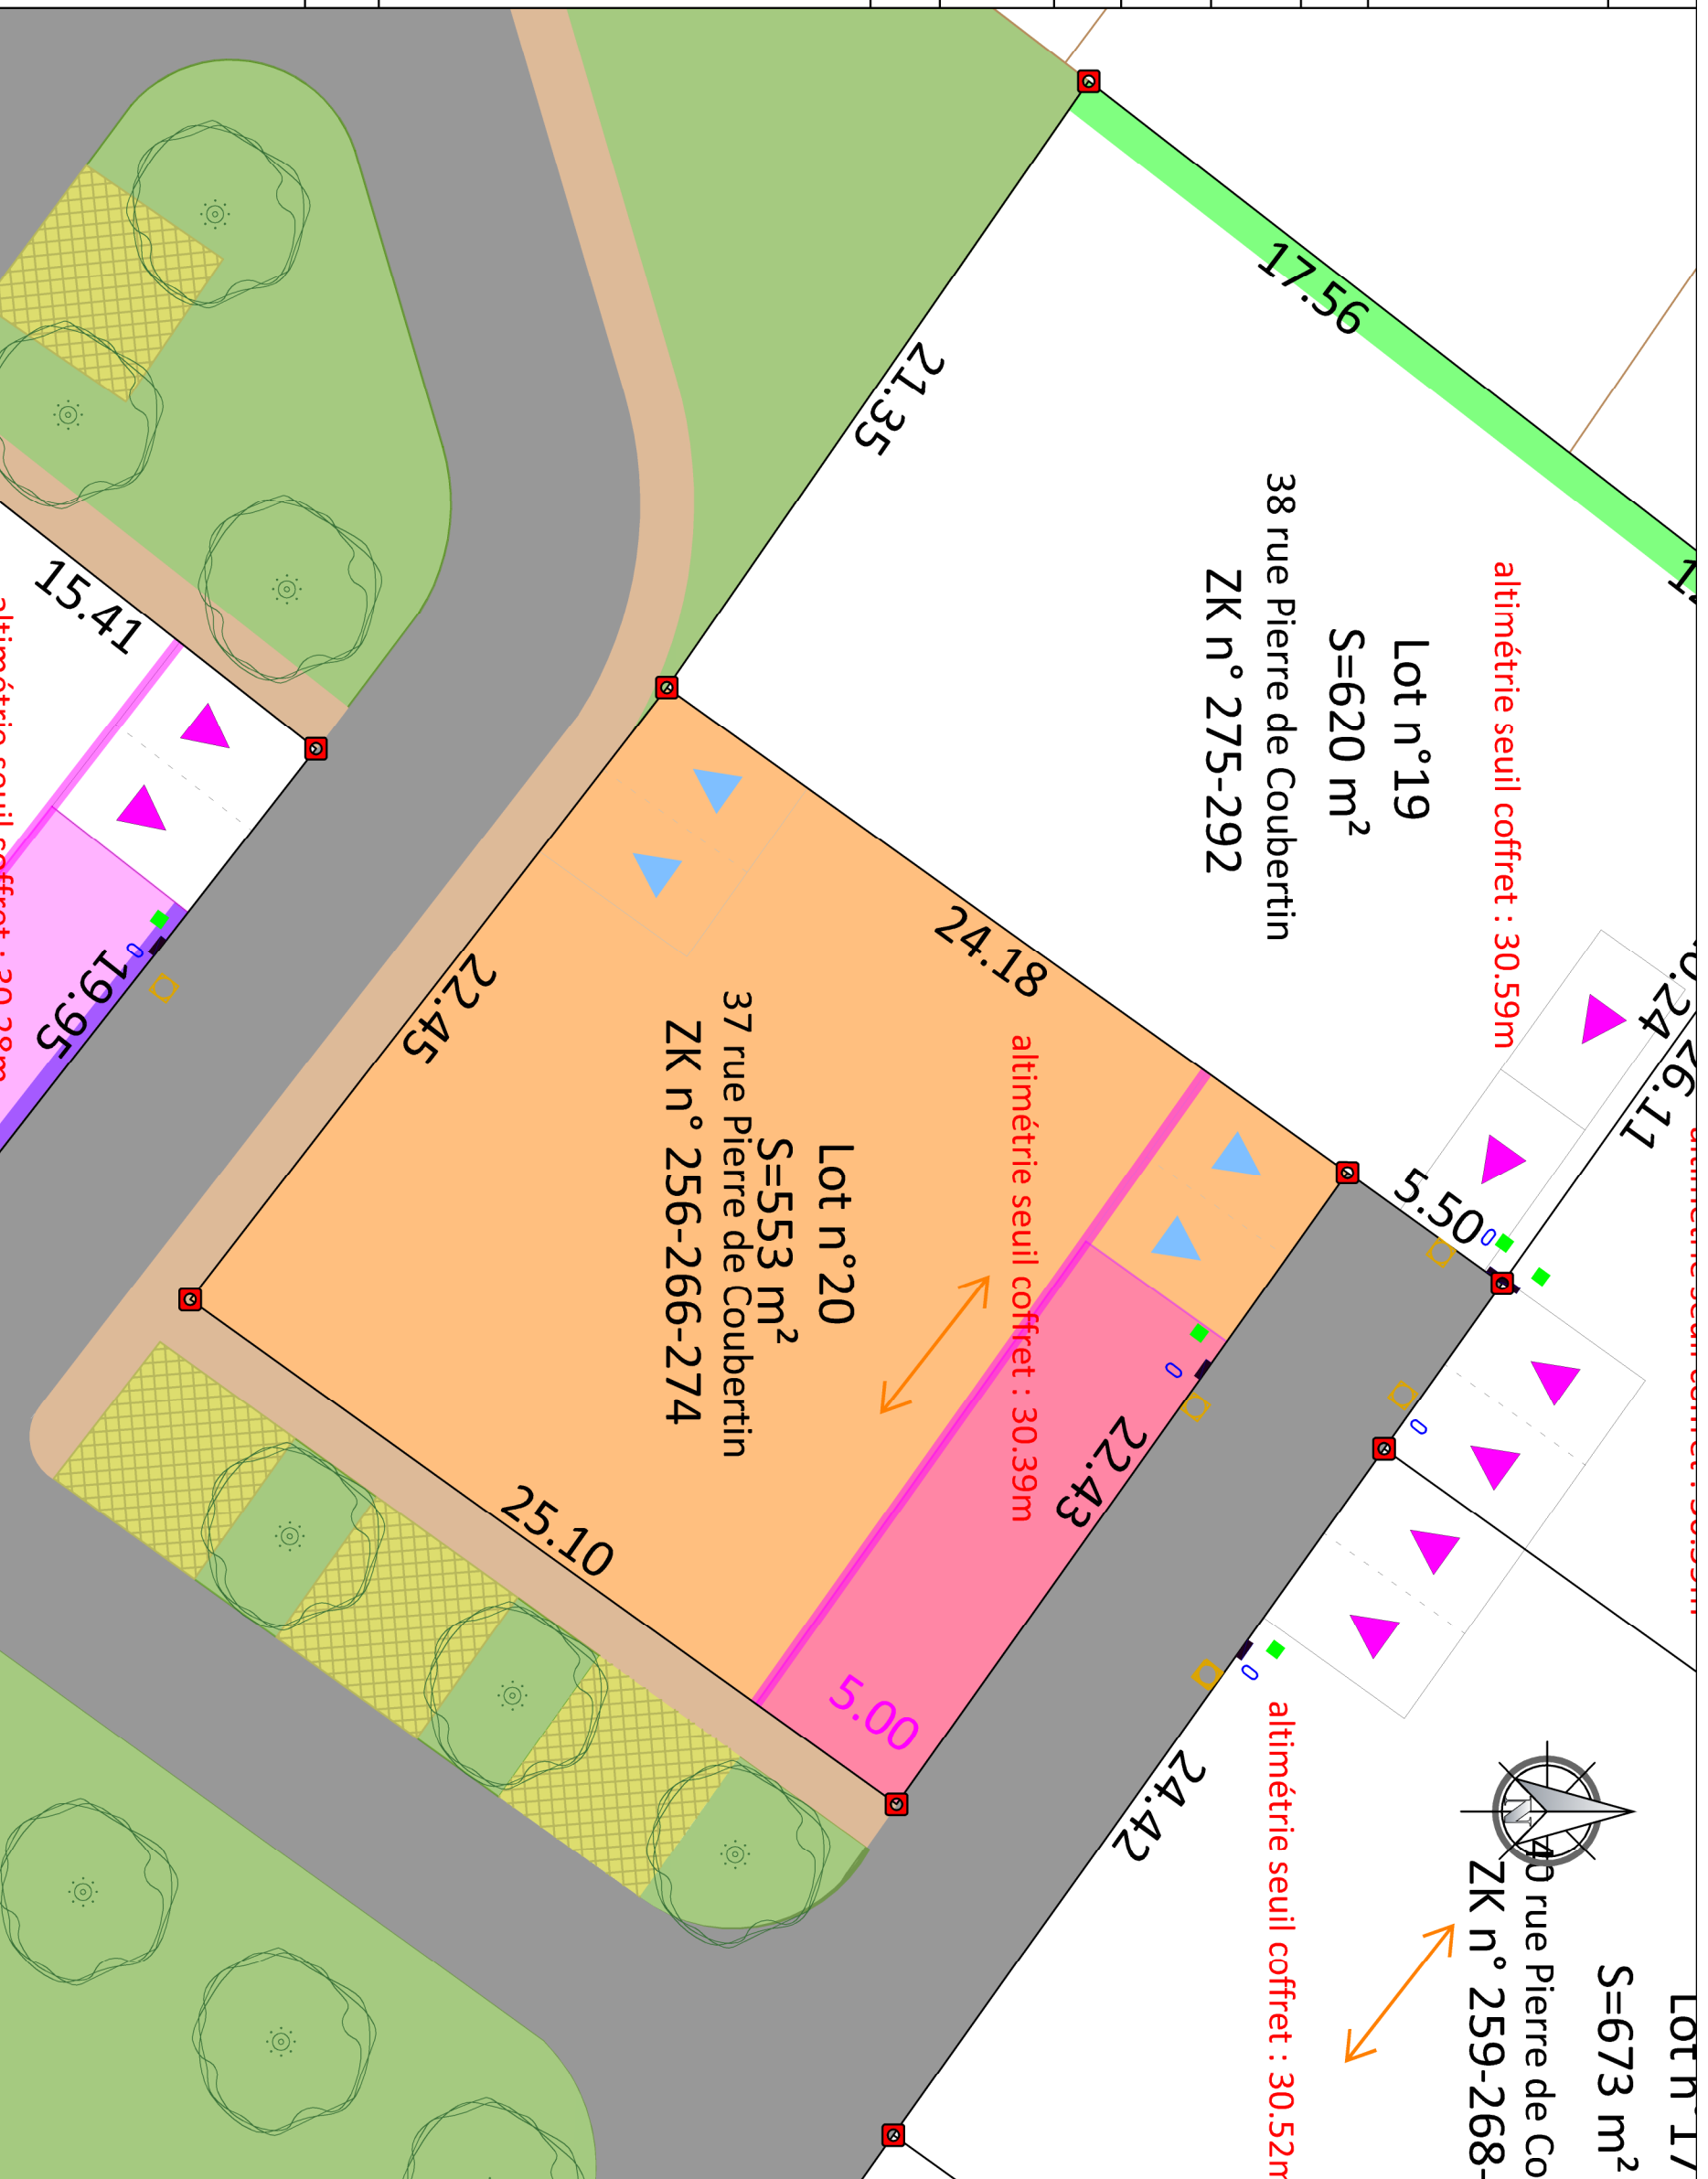 17.56
21.35
altimétrie seuil coffret : 30.59m
Lot n°19
S=620 m²
38 rue Pierre de Coubertin
ZK n° 275-292
15.41
19.95
24.18
22.45
26.11
5.50
altimétrie seuil coffret : 30.39m
Lot n°20
S=553 m²
37 rue Pierre de Coubertin
ZK n° 256-266-274
22.43
25.10
5.00
24.42
altimétrie seuil coffret : 30.52m
N
Lot n°17
S=673 m²
40 rue Pierre de Co
ZK n° 259-268-